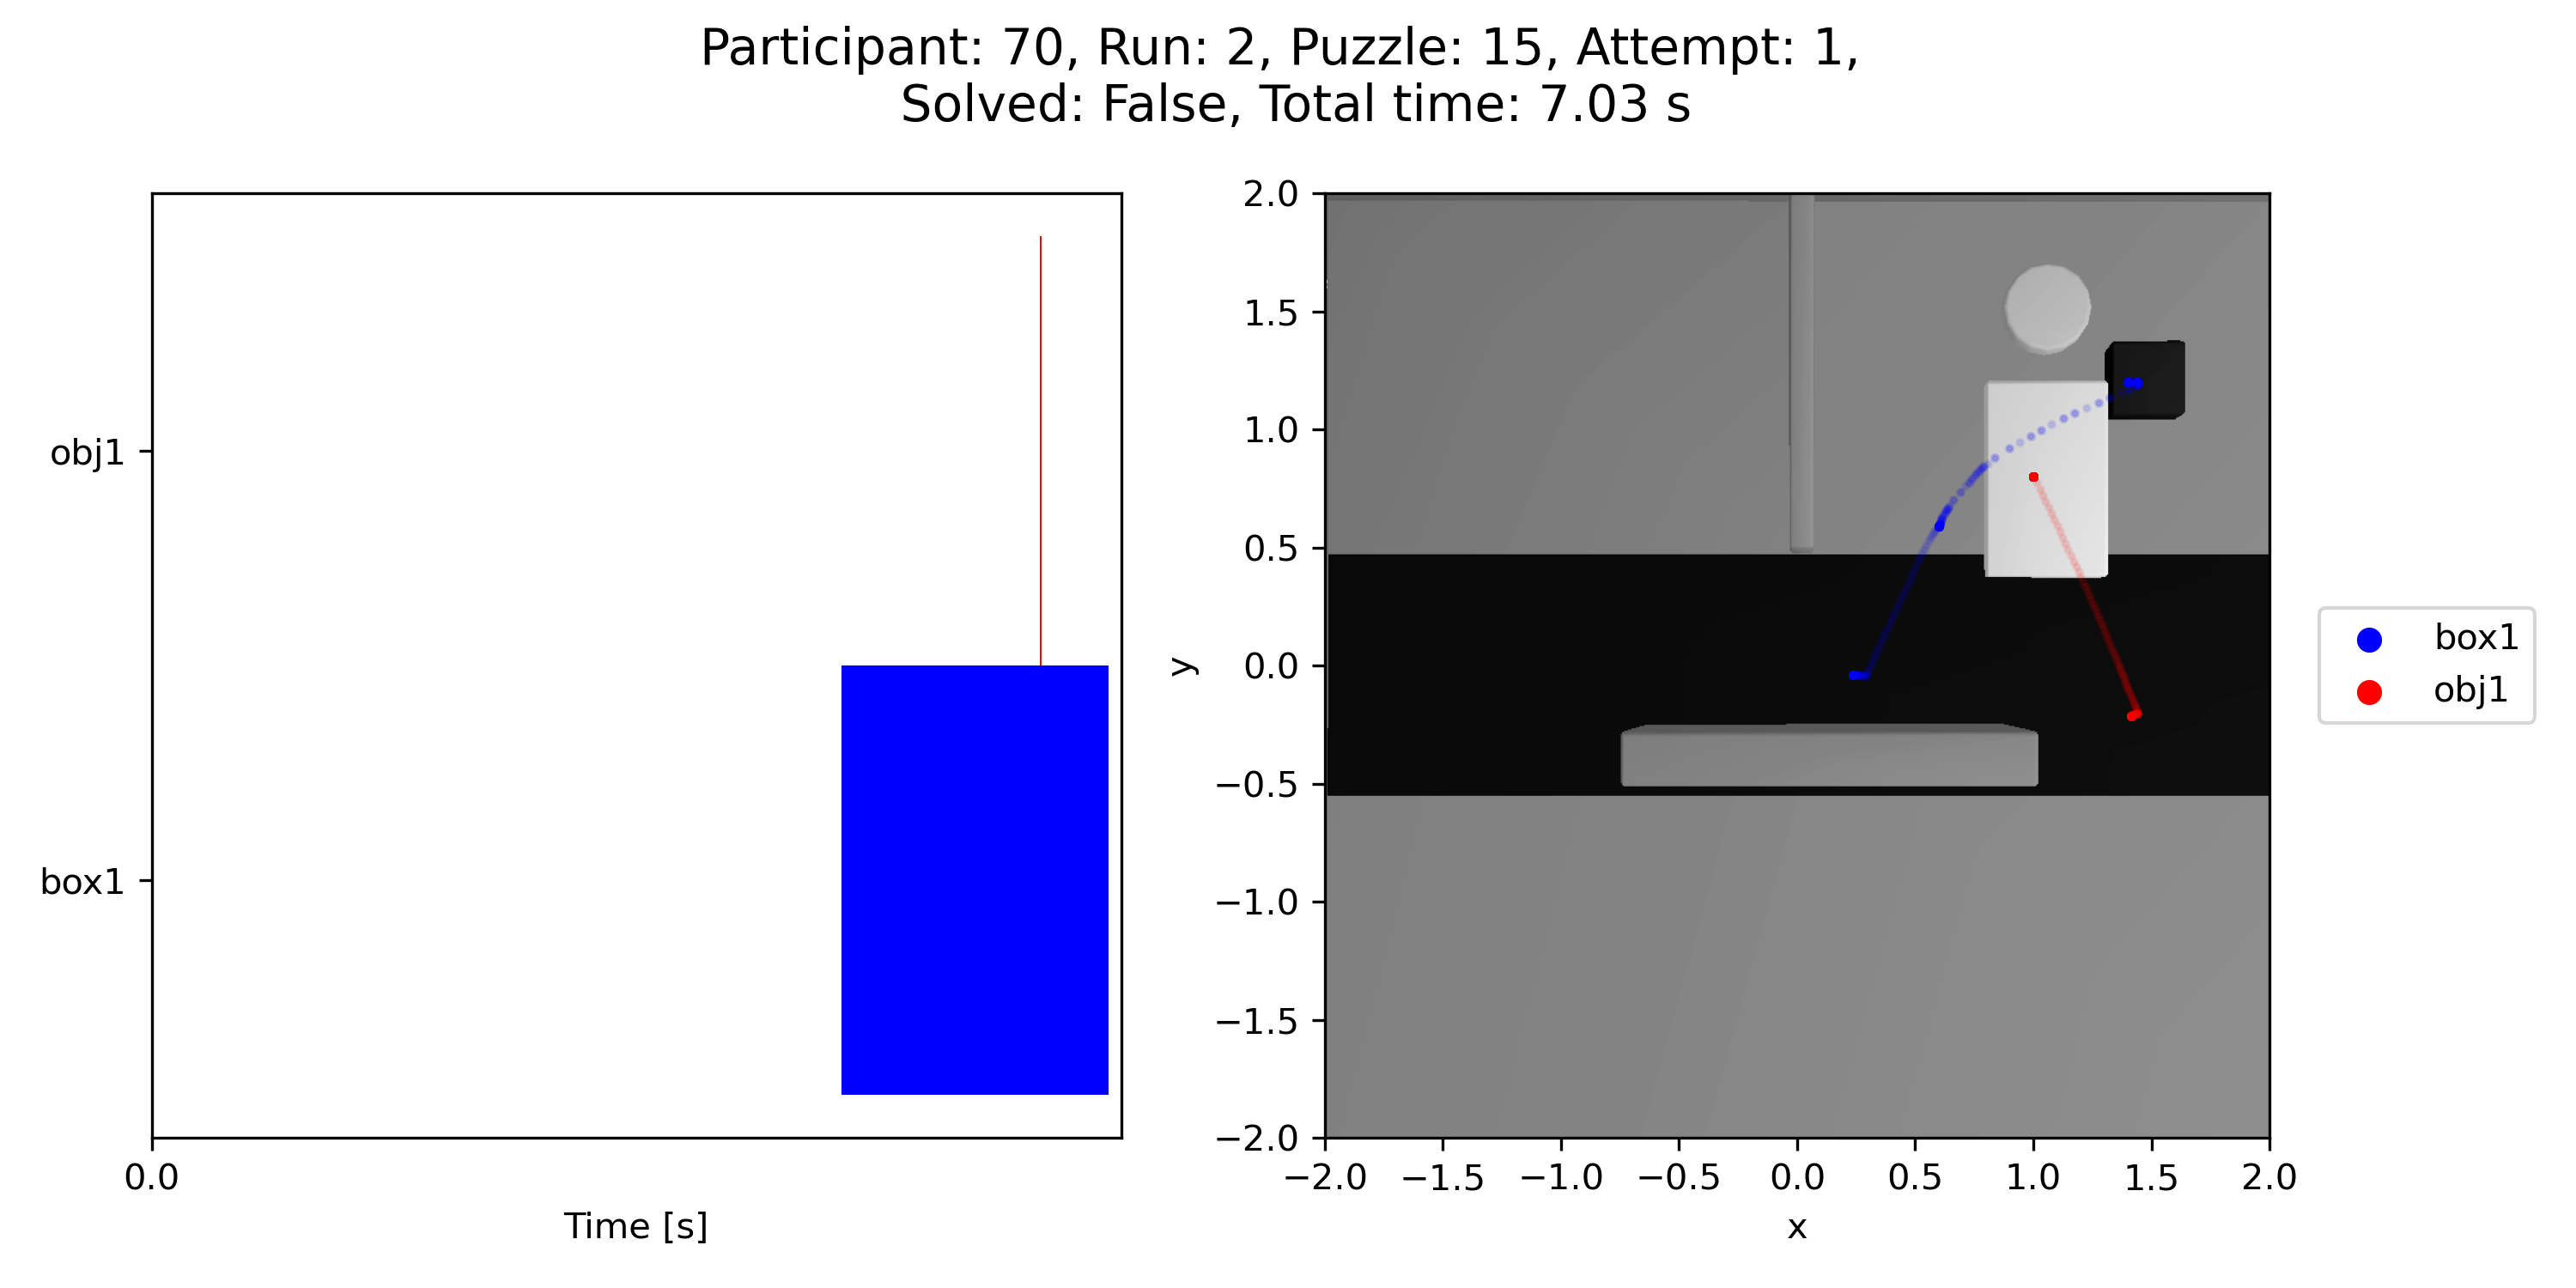 Participant: 70, Run: 2, Puzzle: 15, Attempt: 1,
Solved: False, Total time: 7.03 s
obj1
box1
0.0
Time [s]
2.0
1.5
1.0
0.5
0.0
−0.5
−1.0
−1.5
−2.0
y
−2.0 −1.5 −1.0 −0.5 0.0 0.5 1.0 1.5 2.0
x
box1
obj1